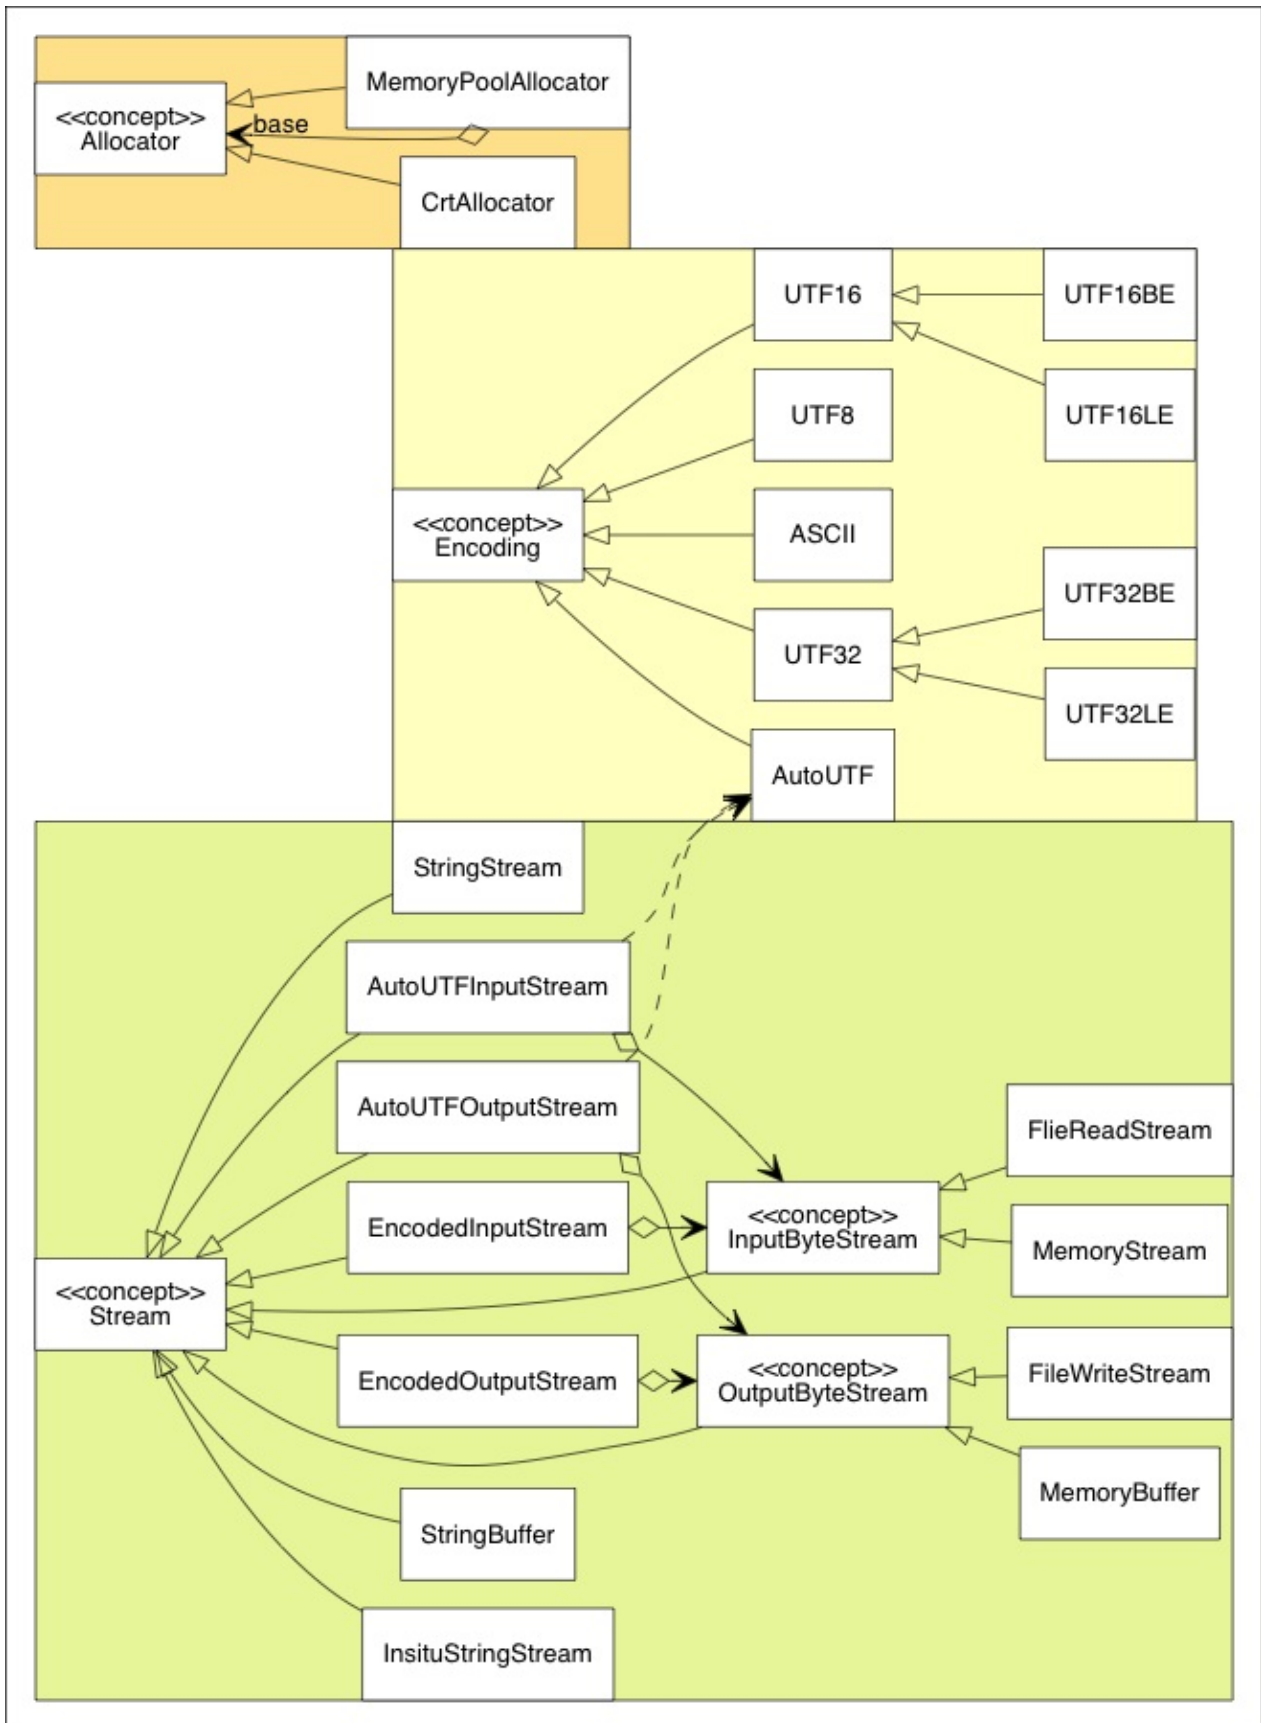 MemoryPoolAllocator
<<concept>>
Allocator
base
CrtAllocator
UTF16
UTF16BE
UTF8
UTF16LE
<<concept>>
Encoding
ASCII
UTF32BE
UTF32
UTF32LE
AutoUTF
StringStream
AutoUTFInputStream
AutoUTFOutputStream
FlieReadStream
EncodedInputStream
<<concept>>
InputByteStream
MemoryStream
<<concept>>
Stream
EncodedOutputStream
<<concept>>
OutputByteStream
FileWriteStream
MemoryBuffer
StringBuffer
InsituStringStream